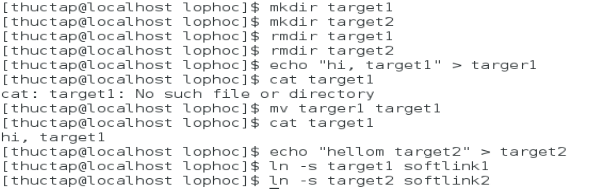 [thuctap@localhost lophoc]$ mkdir target1
[thuctap@localhost lophoc]$ mkdir target2
[thuctap@localhost lophoc]$ rmdir target1
[thuctap@localhost lophoc]$ rmdir target2
[thuctap@localhost lophoc]$ echo "hi, target1" > targer1
[thuctap@localhost lophoc]$ cat target1
cat: target1: No such file or directory
[thuctap@localhost lophoc]$ mv targer1 target1
[thuctap@localhost lophoc]$ cat target1
hi, target1
[thuctap@localhost lophoc]$ echo "hellom target2" > target2
[thuctap@localhost lophoc]$ ln -s target1 softlink1
[thuctap@localhost lophoc]$ ln -s target2 softlink2